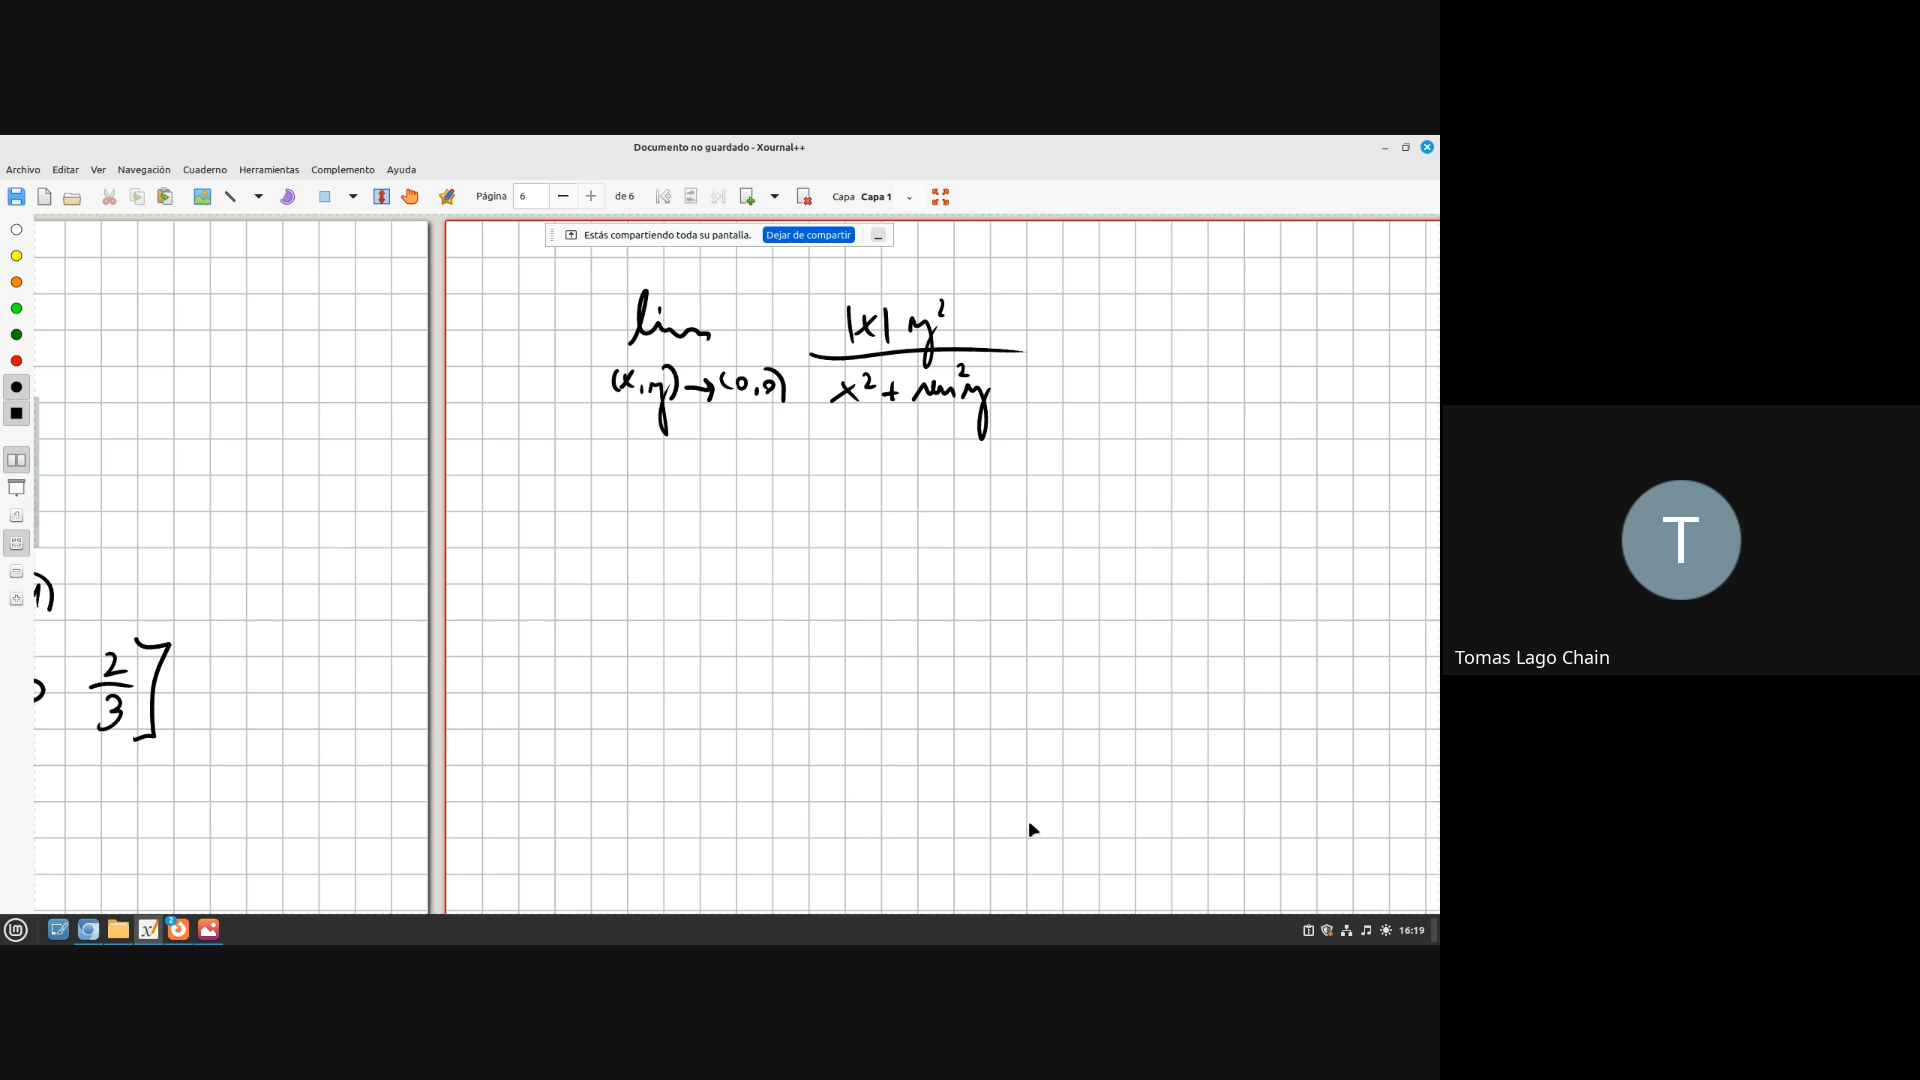 Documento no guardado - Xournal++
Archivo Editar Ver Navegación Cuaderno Herramientas Complemento Ayuda
Página 6 de 6 Capa Capa 1
Estás compartiendo toda su pantalla. Dejar de compartir
lim |x| y²
(x,y)→(0,0) x² + sen²y
1)
2
3 ]
T
Tomas Lago Chain
2
16:19